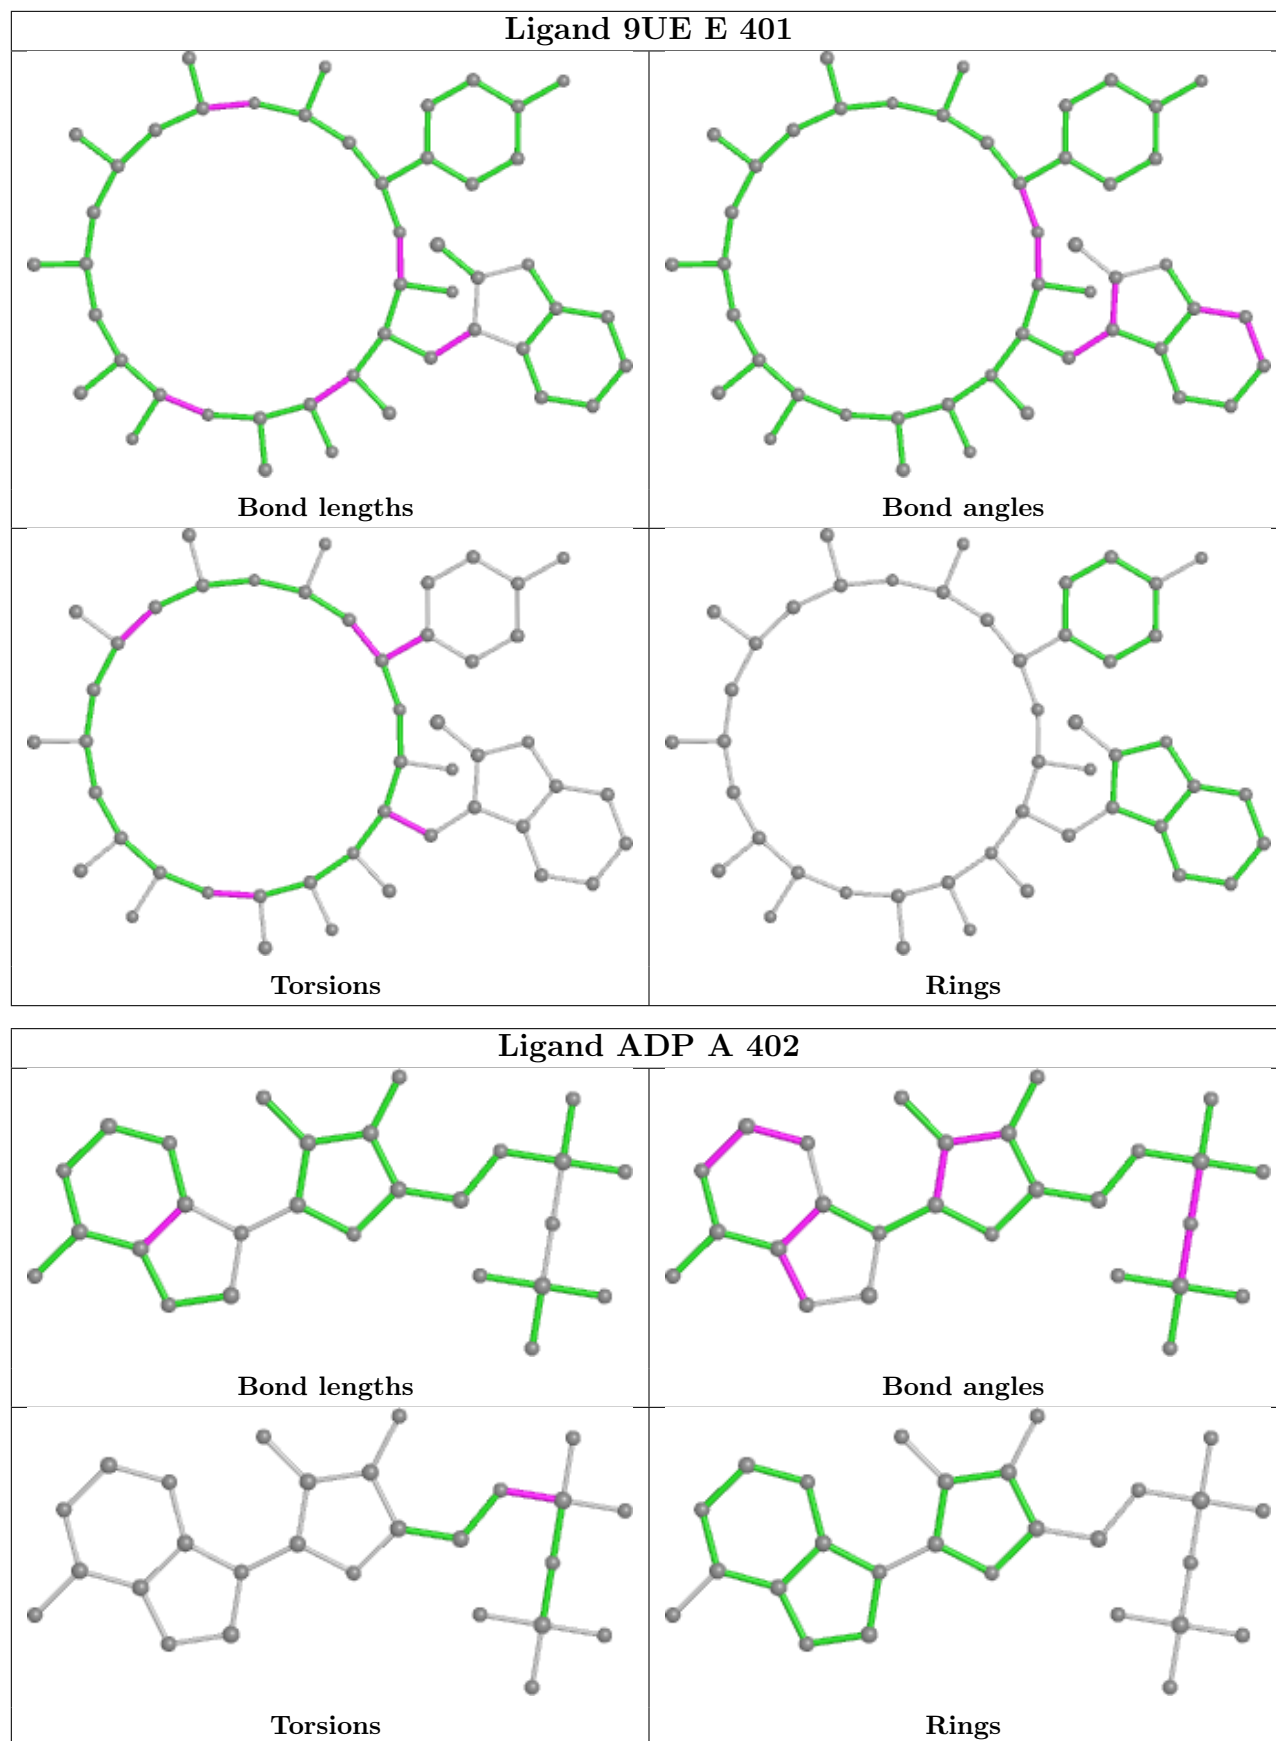 Ligand 9UE E 401
Bond lengths
Bond angles
Torsions
Rings
Ligand ADP A 402
Bond lengths
Bond angles
Torsions
Rings